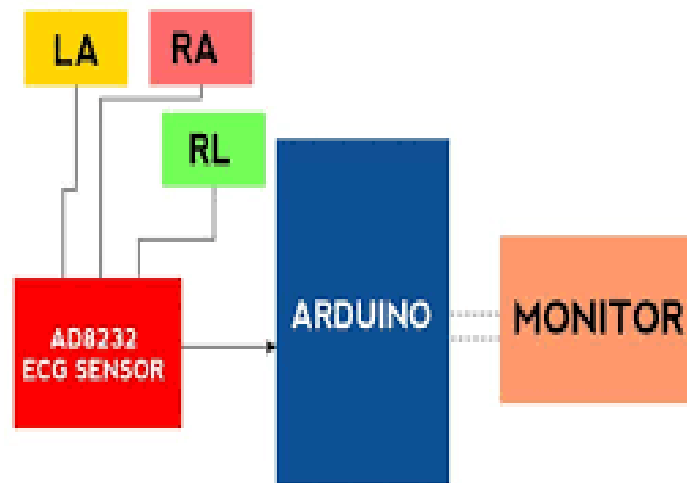 LA
RA
RL
AD8232
ECG SENSOR
ARDUINO
MONITOR